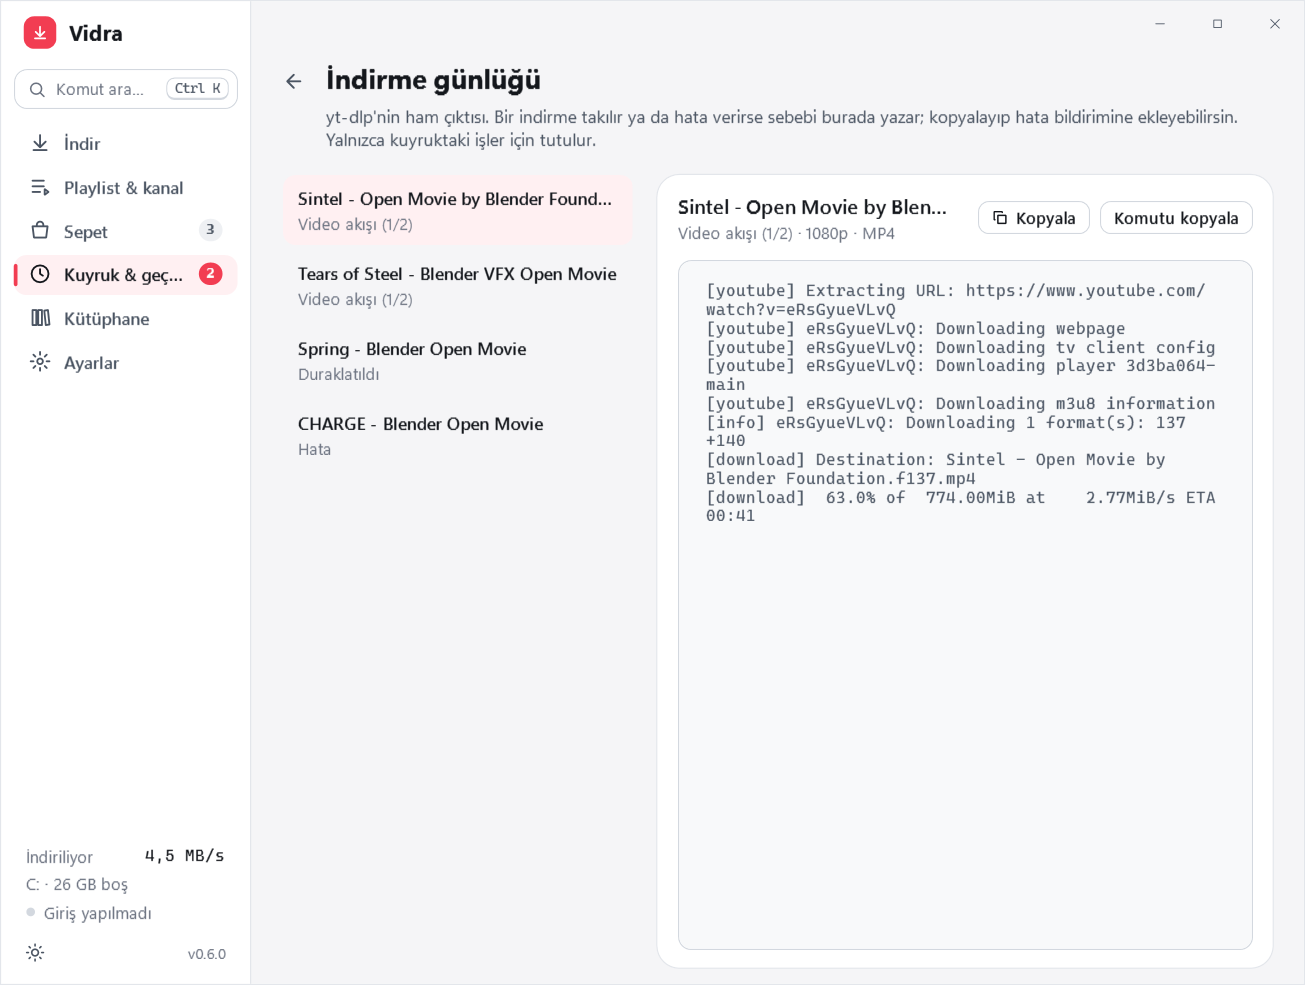 Vidra
Komut ara... Ctrl K
İndir
Playlist & kanal
Sepet 3
Kuyruk & geç... 2
Kütüphane
Ayarlar
İndiriliyor 4,5 MB/s
C: · 26 GB boş
Giriş yapılmadı
v0.6.0
İndirme günlüğü
yt-dlp'nin ham çıktısı. Bir indirme takılır ya da hata verirse sebebi burada yazar; kopyalayıp hata bildirimine ekleyebilirsin.
Yalnızca kuyruktaki işler için tutulur.
Sintel - Open Movie by Blender Found...
Video akışı (1/2)
Tears of Steel - Blender VFX Open Movie
Video akışı (1/2)
Spring - Blender Open Movie
Duraklatıldı
CHARGE - Blender Open Movie
Hata
Sintel - Open Movie by Blen...
Video akışı (1/2) · 1080p · MP4
Kopyala
Komutu kopyala
[youtube] Extracting URL: https://www.youtube.com/
watch?v=eRsGyueVLvQ
[youtube] eRsGyueVLvQ: Downloading webpage
[youtube] eRsGyueVLvQ: Downloading tv client config
[youtube] eRsGyueVLvQ: Downloading player 3d3ba064-
main
[youtube] eRsGyueVLvQ: Downloading m3u8 information
[info] eRsGyueVLvQ: Downloading 1 format(s): 137
+140
[download] Destination: Sintel - Open Movie by
Blender Foundation.f137.mp4
[download]  63.0% of  774.00MiB at    2.77MiB/s ETA
00:41